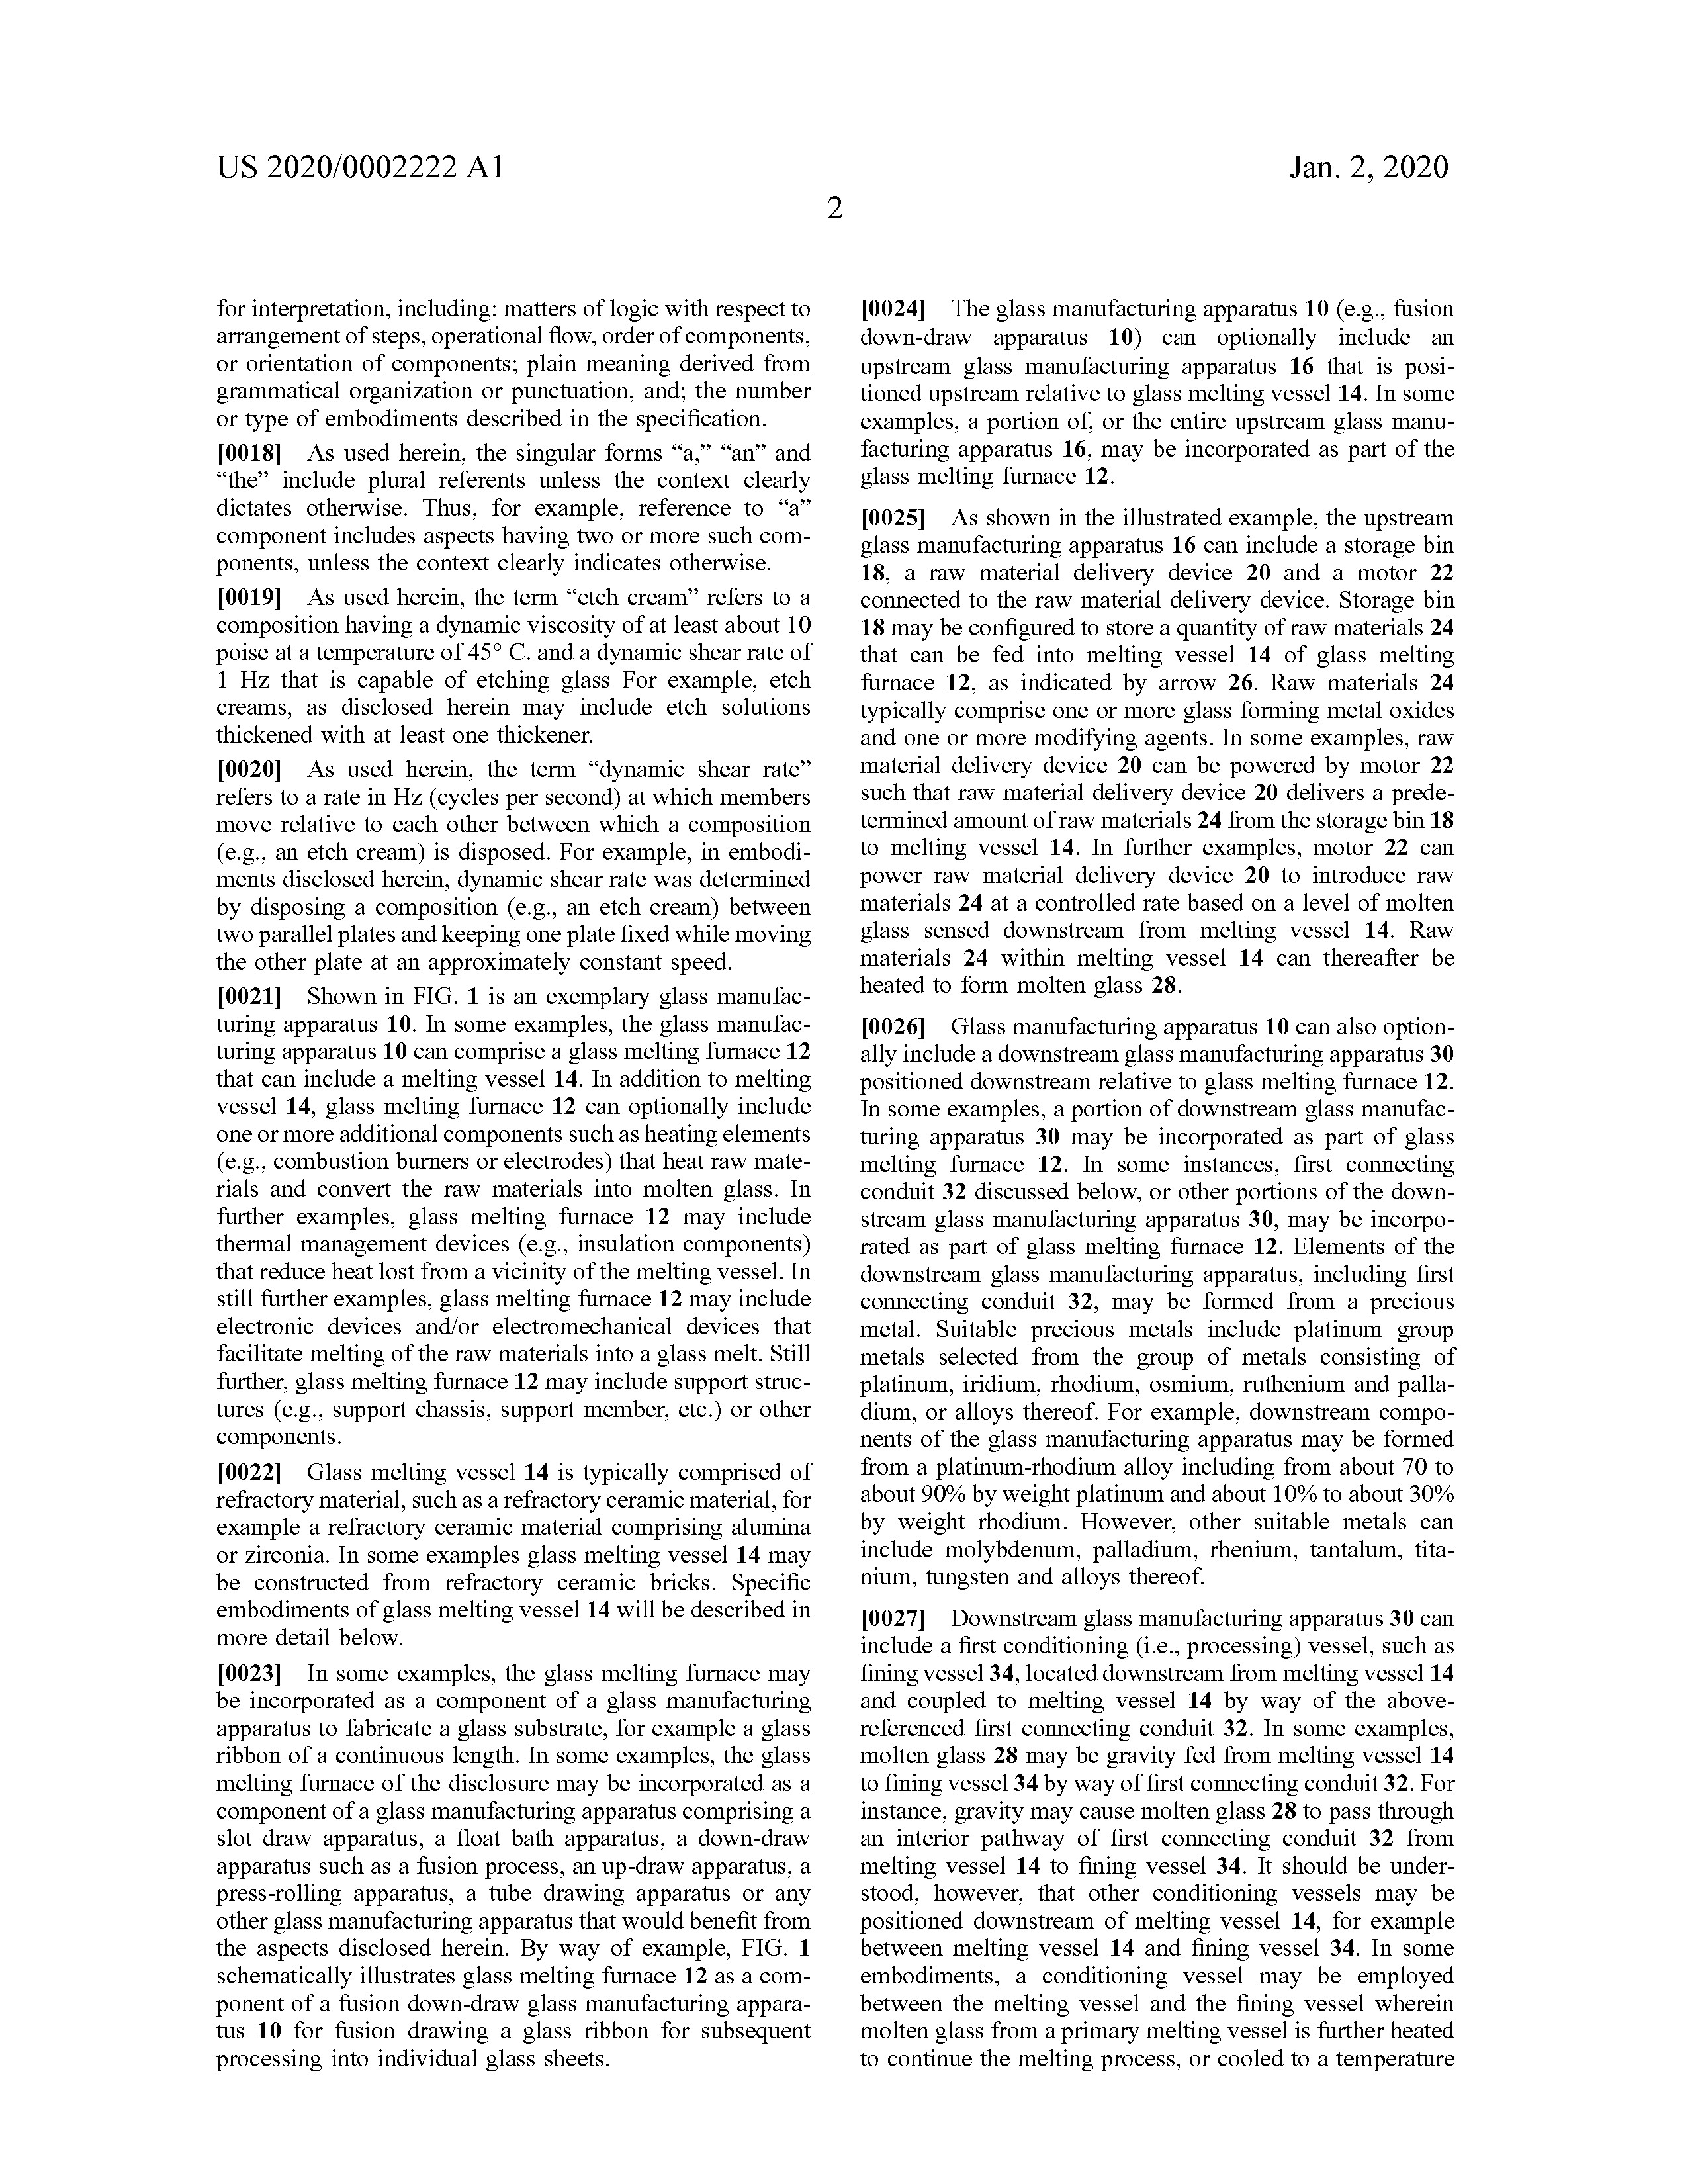 US 2020/0002222 A1
Jan. 2, 2020
2
for interpretation, including: matters of logic with respect to
arrangement of steps, operational flow, order of components,
or orientation of components; plain meaning derived from
grammatical organization or punctuation, and; the number
or type of embodiments described in the specification.
[0018] As used herein, the singular forms “a,” “an” and
“the” include plural referents unless the context clearly
dictates otherwise. Thus, for example, reference to “a”
component includes aspects having two or more such com-
ponents, unless the context clearly indicates otherwise.
[0019] As used herein, the term “etch cream” refers to a
composition having a dynamic viscosity of at least about 10
poise at a temperature of 45° C. and a dynamic shear rate of
1 Hz that is capable of etching glass For example, etch
creams, as disclosed herein may include etch solutions
thickened with at least one thickener.
[0020] As used herein, the term “dynamic shear rate”
refers to a rate in Hz (cycles per second) at which members
move relative to each other between which a composition
(e.g., an etch cream) is disposed. For example, in embodi-
ments disclosed herein, dynamic shear rate was determined
by disposing a composition (e.g., an etch cream) between
two parallel plates and keeping one plate fixed while moving
the other plate at an approximately constant speed.
[0021] Shown in FIG. 1 is an exemplary glass manufac-
turing apparatus 10. In some examples, the glass manufac-
turing apparatus 10 can comprise a glass melting furnace 12
that can include a melting vessel 14. In addition to melting
vessel 14, glass melting furnace 12 can optionally include
one or more additional components such as heating elements
(e.g., combustion burners or electrodes) that heat raw mate-
rials and convert the raw materials into molten glass. In
further examples, glass melting furnace 12 may include
thermal management devices (e.g., insulation components)
that reduce heat lost from a vicinity of the melting vessel. In
still further examples, glass melting furnace 12 may include
electronic devices and/or electromechanical devices that
facilitate melting of the raw materials into a glass melt. Still
further, glass melting furnace 12 may include support struc-
tures (e.g., support chassis, support member, etc.) or other
components.
[0022] Glass melting vessel 14 is typically comprised of
refractory material, such as a refractory ceramic material, for
example a refractory ceramic material comprising alumina
or zirconia. In some examples glass melting vessel 14 may
be constructed from refractory ceramic bricks. Specific
embodiments of glass melting vessel 14 will be described in
more detail below.
[0023] In some examples, the glass melting furnace may
be incorporated as a component of a glass manufacturing
apparatus to fabricate a glass substrate, for example a glass
ribbon of a continuous length. In some examples, the glass
melting furnace of the disclosure may be incorporated as a
component of a glass manufacturing apparatus comprising a
slot draw apparatus, a float bath apparatus, a down-draw
apparatus such as a fusion process, an up-draw apparatus, a
press-rolling apparatus, a tube drawing apparatus or any
other glass manufacturing apparatus that would benefit from
the aspects disclosed herein. By way of example, FIG. 1
schematically illustrates glass melting furnace 12 as a com-
ponent of a fusion down-draw glass manufacturing appara-
tus 10 for fusion drawing a glass ribbon for subsequent
processing into individual glass sheets.
[0024] The glass manufacturing apparatus 10 (e.g., fusion
down-draw apparatus 10) can optionally include an
upstream glass manufacturing apparatus 16 that is posi-
tioned upstream relative to glass melting vessel 14. In some
examples, a portion of, or the entire upstream glass manu-
facturing apparatus 16, may be incorporated as part of the
glass melting furnace 12.
[0025] As shown in the illustrated example, the upstream
glass manufacturing apparatus 16 can include a storage bin
18, a raw material delivery device 20 and a motor 22
connected to the raw material delivery device. Storage bin
18 may be configured to store a quantity of raw materials 24
that can be fed into melting vessel 14 of glass melting
furnace 12, as indicated by arrow 26. Raw materials 24
typically comprise one or more glass forming metal oxides
and one or more modifying agents. In some examples, raw
material delivery device 20 can be powered by motor 22
such that raw material delivery device 20 delivers a prede-
termined amount of raw materials 24 from the storage bin 18
to melting vessel 14. In further examples, motor 22 can
power raw material delivery device 20 to introduce raw
materials 24 at a controlled rate based on a level of molten
glass sensed downstream from melting vessel 14. Raw
materials 24 within melting vessel 14 can thereafter be
heated to form molten glass 28.
[0026] Glass manufacturing apparatus 10 can also option-
ally include a downstream glass manufacturing apparatus 30
positioned downstream relative to glass melting furnace 12.
In some examples, a portion of downstream glass manufac-
turing apparatus 30 may be incorporated as part of glass
melting furnace 12. In some instances, first connecting
conduit 32 discussed below, or other portions of the down-
stream glass manufacturing apparatus 30, may be incorpo-
rated as part of glass melting furnace 12. Elements of the
downstream glass manufacturing apparatus, including first
connecting conduit 32, may be formed from a precious
metal. Suitable precious metals include platinum group
metals selected from the group of metals consisting of
platinum, iridium, rhodium, osmium, ruthenium and palla-
dium, or alloys thereof. For example, downstream compo-
nents of the glass manufacturing apparatus may be formed
from a platinum-rhodium alloy including from about 70 to
about 90% by weight platinum and about 10% to about 30%
by weight rhodium. However, other suitable metals can
include molybdenum, palladium, rhenium, tantalum, tita-
nium, tungsten and alloys thereof.
[0027] Downstream glass manufacturing apparatus 30 can
include a first conditioning (i.e., processing) vessel, such as
fining vessel 34, located downstream from melting vessel 14
and coupled to melting vessel 14 by way of the above-
referenced first connecting conduit 32. In some examples,
molten glass 28 may be gravity fed from melting vessel 14
to fining vessel 34 by way of first connecting conduit 32. For
instance, gravity may cause molten glass 28 to pass through
an interior pathway of first connecting conduit 32 from
melting vessel 14 to fining vessel 34. It should be under-
stood, however, that other conditioning vessels may be
positioned downstream of melting vessel 14, for example
between melting vessel 14 and fining vessel 34. In some
embodiments, a conditioning vessel may be employed
between the melting vessel and the fining vessel wherein
molten glass from a primary melting vessel is further heated
to continue the melting process, or cooled to a temperature